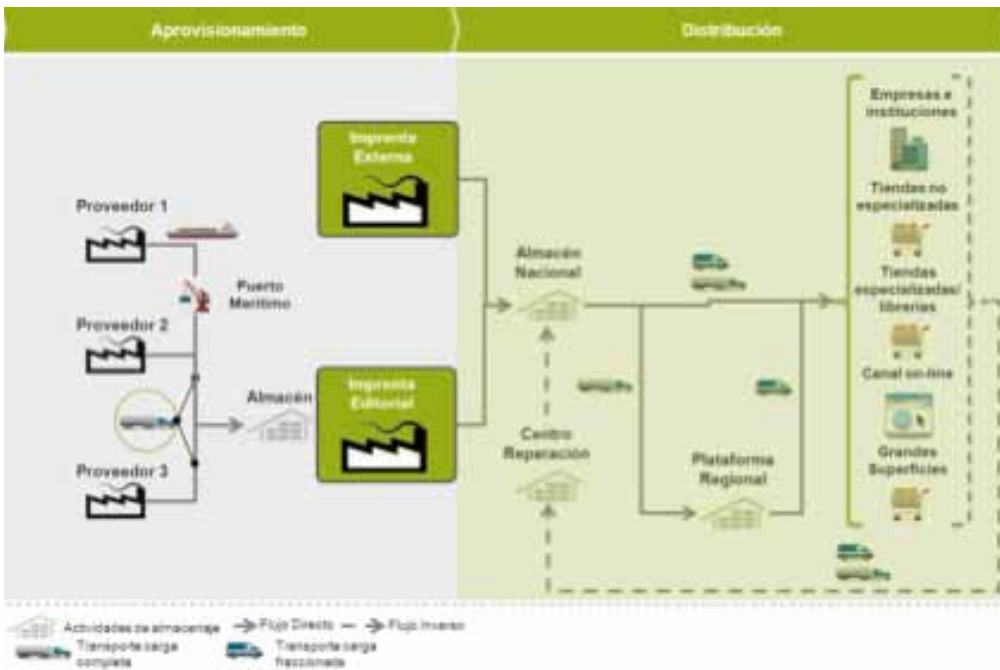 Aprovisionamiento
Distribución
Imprenta
Externa
Proveedor 1
Puerto
Marítimo
Proveedor 2
Almacén
Imprenta
Editorial
Proveedor 3
Almacén
Nacional
Centro
Reparación
Plataforma
Regional
Empresas e
instituciones
Tiendas no
especializadas
Tiendas
especializadas/
librerias
Canal on-line
Grandes
Superficies
Actividades de almacenaje
Flujo Directo
Flujo Inverso
Transporte carga
completa
Transporte carga
fraccionada